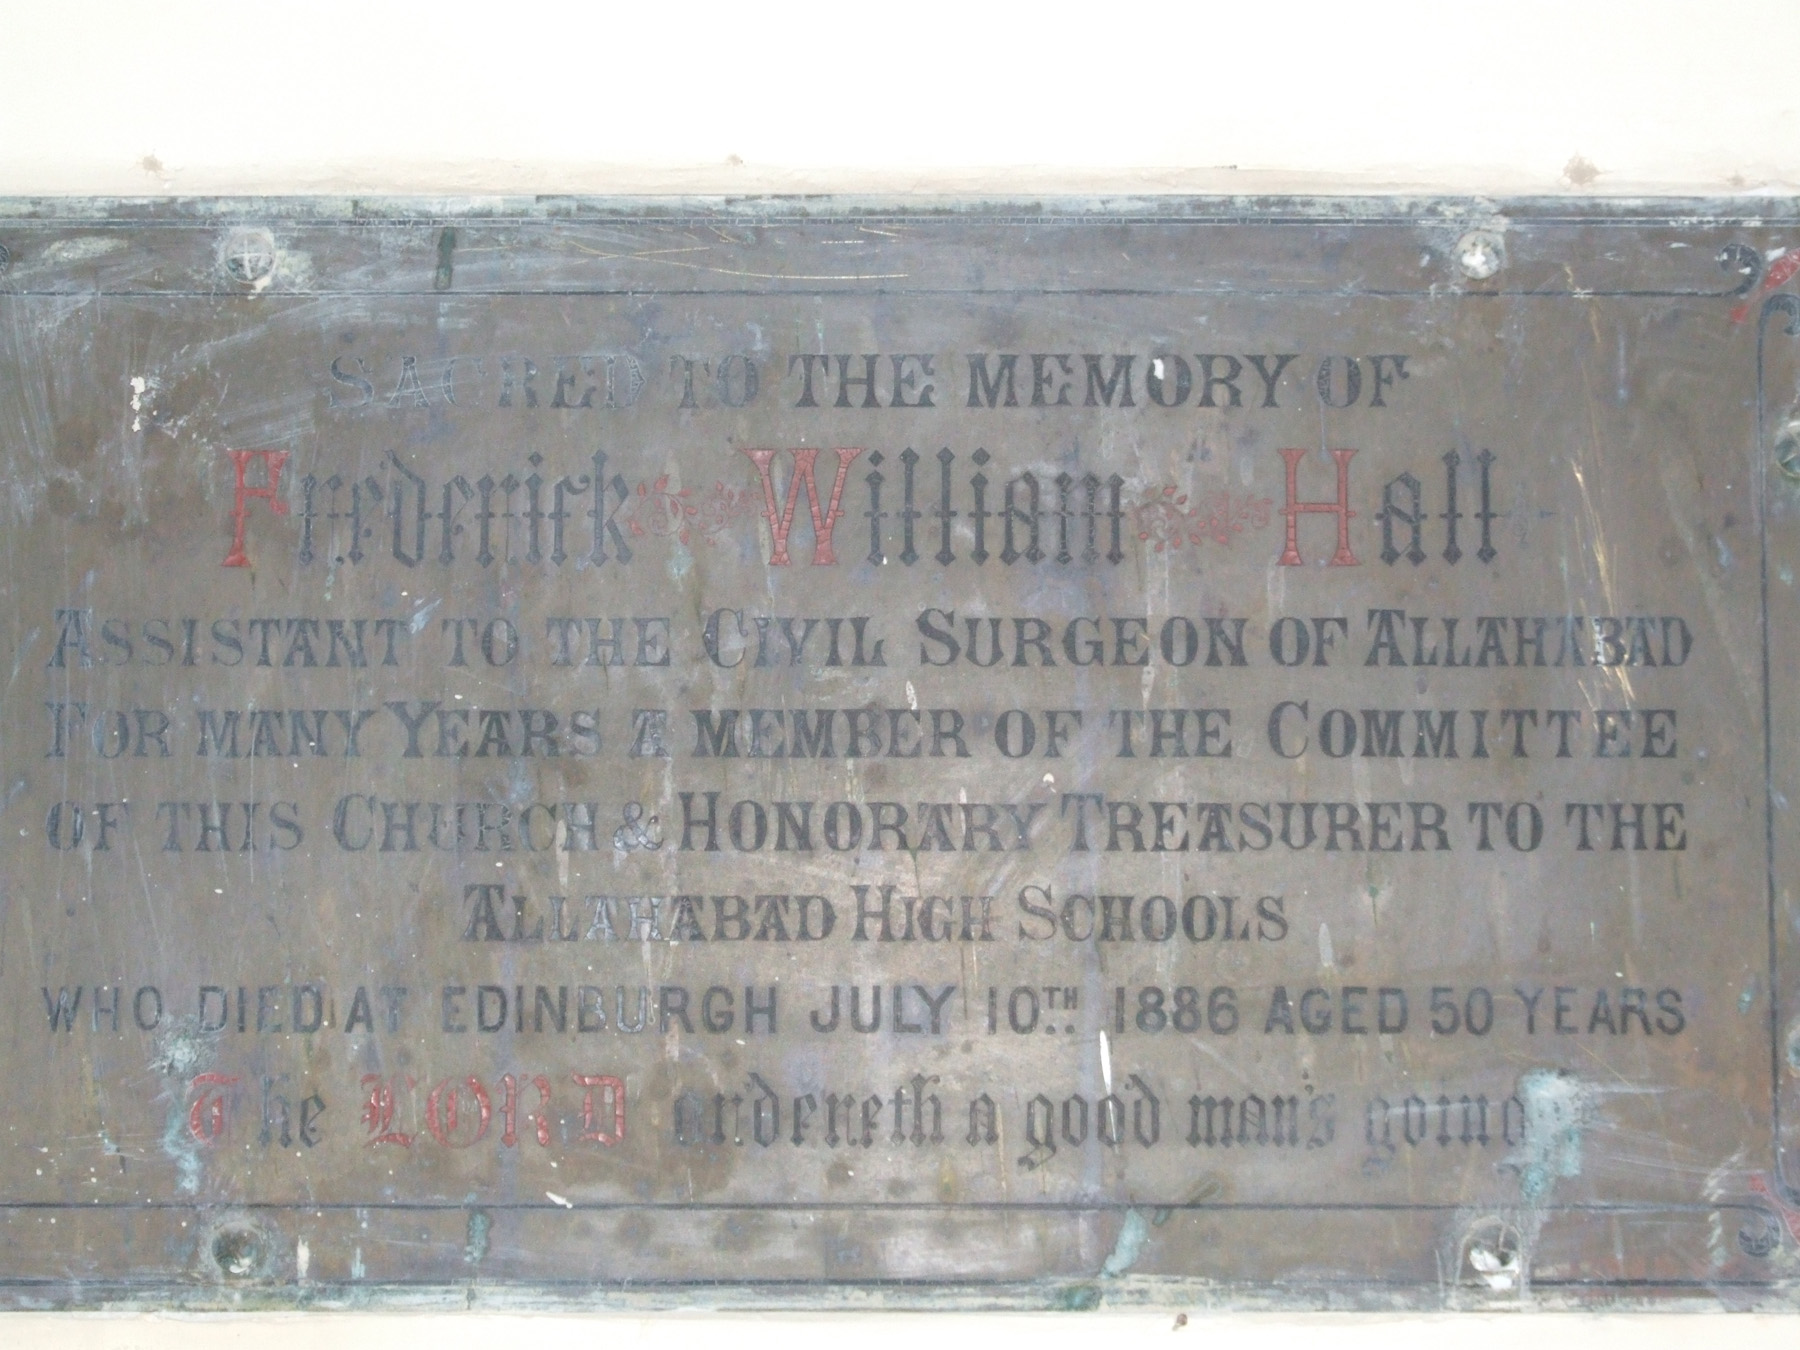 SACRED TO THE MEMORY OF
Frederick William Hall
ASSISTANT TO THE CIVIL SURGEON OF ALLAHABAD
FOR MANY YEARS A MEMBER OF THE COMMITTEE
OF THIS CHURCH & HONORARY TREASURER TO THE
ALLAHABAD HIGH SCHOOLS
WHO DIED AT EDINBURGH JULY 10TH 1886 AGED 50 YEARS
The LORD ordereth a good man's going